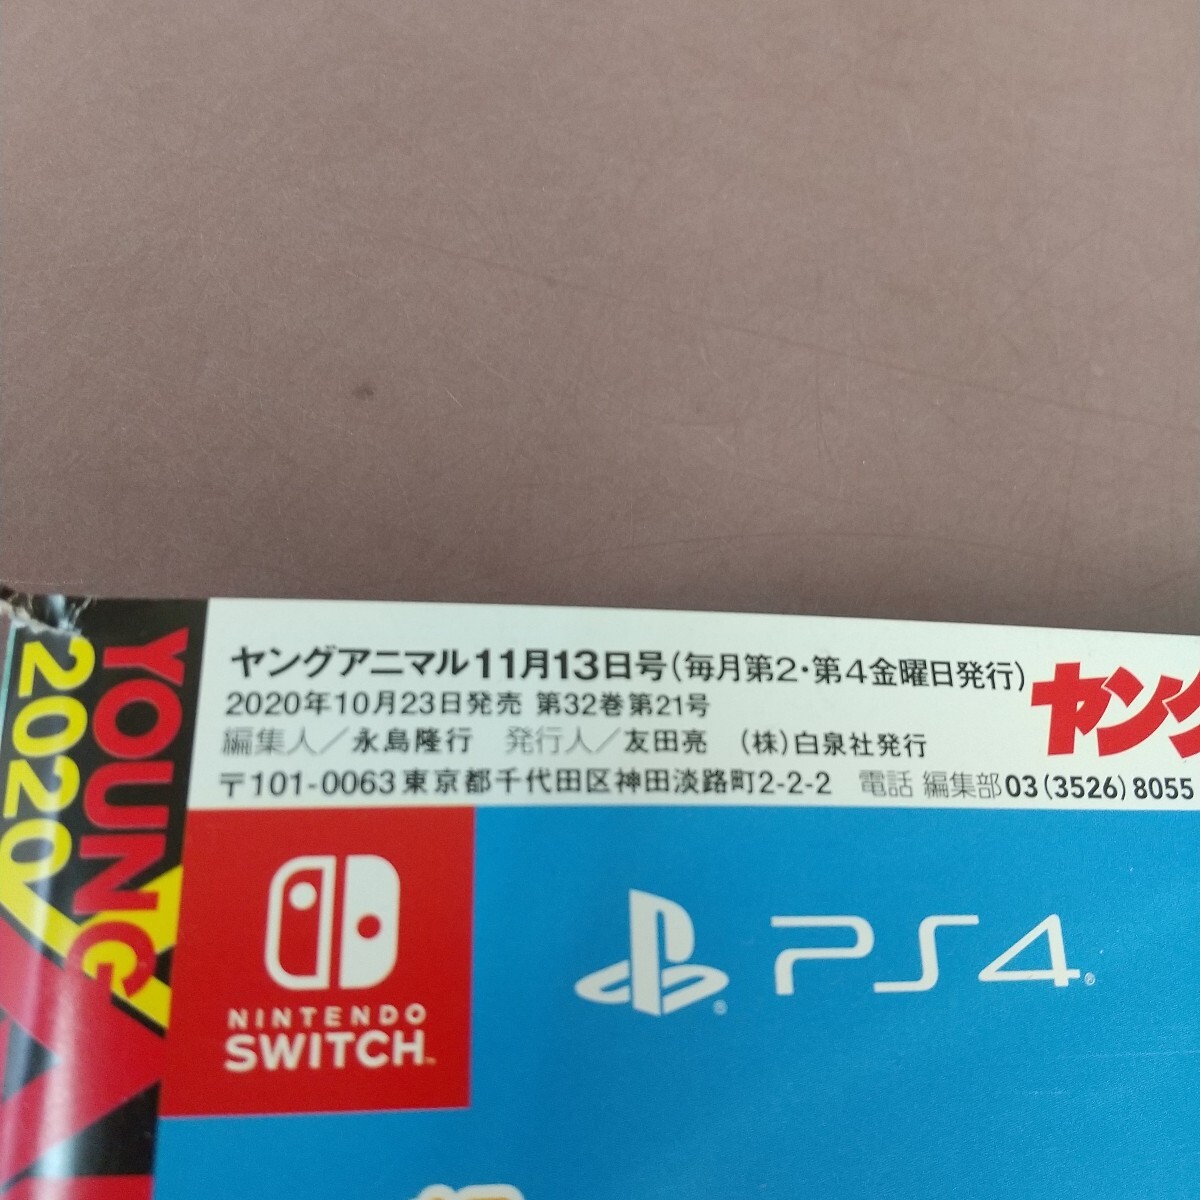 ヤングアニマル11月13日号(毎月第2・第4金曜日発行)
2020年10月23日発売 第32巻第21号
編集人／永島隆行 発行人／友田亮 (株)白泉社発行
〒101-0063東京都千代田区神田淡路町2-2-2 電話 編集部03(3526)8055
ヤング
YOUNG
2020
NINTENDO
SWITCH™
PS4®